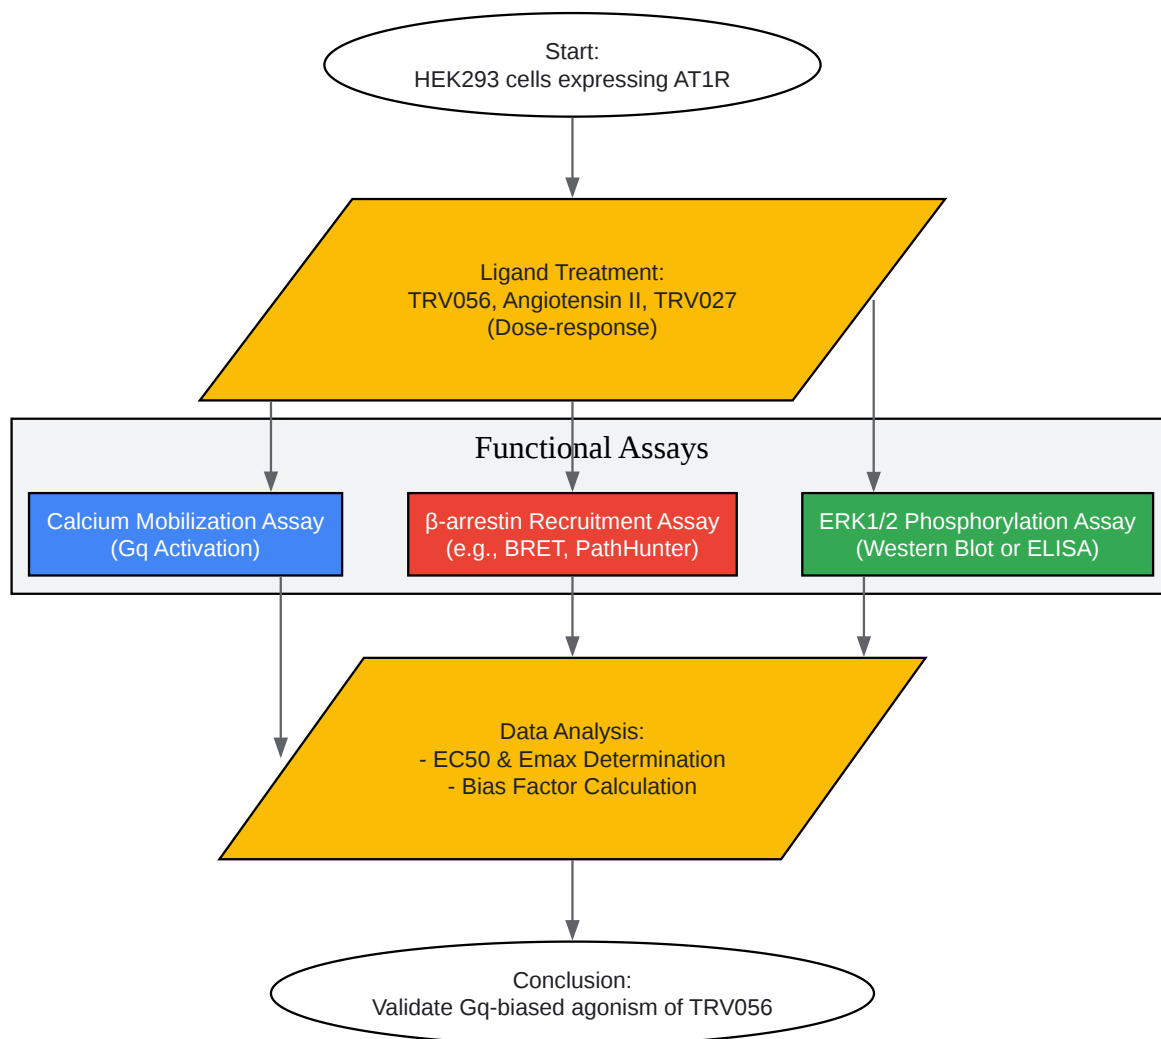 Start:
HEK293 cells expressing AT1R
Ligand Treatment:
TRV056, Angiotensin II, TRV027
(Dose-response)
Functional Assays
Calcium Mobilization Assay
(Gq Activation)
β-arrestin Recruitment Assay
(e.g., BRET, PathHunter)
ERK1/2 Phosphorylation Assay
(Western Blot or ELISA)
Data Analysis:
- EC50 & Emax Determination
- Bias Factor Calculation
Conclusion:
Validate Gq-biased agonism of TRV056